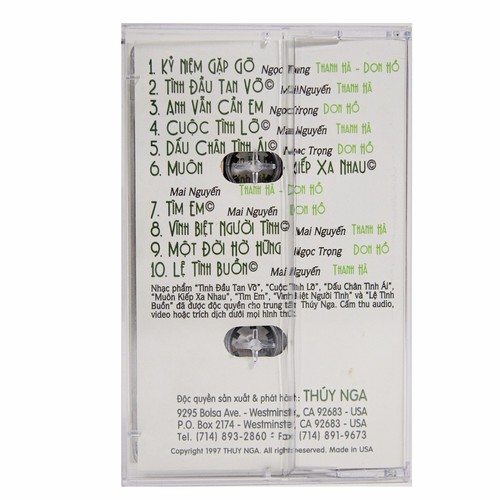 1. KỶ NIỆM GẶP GỠ Ngọc Trọng THANH HÀ - DON HỒ
2. TÌNH ĐẦU TAN VỠ© Mai Nguyễn THANH HÀ
3. ANH VẪN CẦN EM Ngọc Trọng DON HỒ
4. CUỘC TÌNH LỠ© Mai Nguyễn THANH HÀ
5. DẤU CHÂN TÌNH ÁI© Ngọc Trọng DON HỒ
6. MUÔN KIẾP XA NHAU©
Mai Nguyễn THANH HÀ - DON HỒ
7. TÌM EM© Mai Nguyễn DON HỒ
8. VĨNH BIỆT NGƯỜI TÌNH© Mai Nguyễn THANH HÀ
9. MỘT ĐỜI HỜ HỮNG Ngọc Trọng DON HỒ
10. LỆ TÌNH BUỒN© Mai Nguyễn THANH HÀ
Nhạc phẩm "Tình Đầu Tan Vỡ", "Cuộc Tình Lỡ", "Dấu Chân Tình Ái",
"Muôn Kiếp Xa Nhau", "Tìm Em", "Vĩnh Biệt Người Tình" và "Lệ Tình
Buồn" đã được độc quyền cho trung tâm Thúy Nga. Cấm thu audio,
video hoặc trích dịch dưới mọi hình thức.
Độc quyền sản xuất & phát hành: THÚY NGA
9295 Bolsa Ave. - Westminster, CA 92683 - USA
P.O. Box 2174 - Westminster, CA 92683 - USA
Tel. (714) 893-2860 - Fax (714) 891-9673
Copyright 1997 THUY NGA. All rights reserved. Made in USA